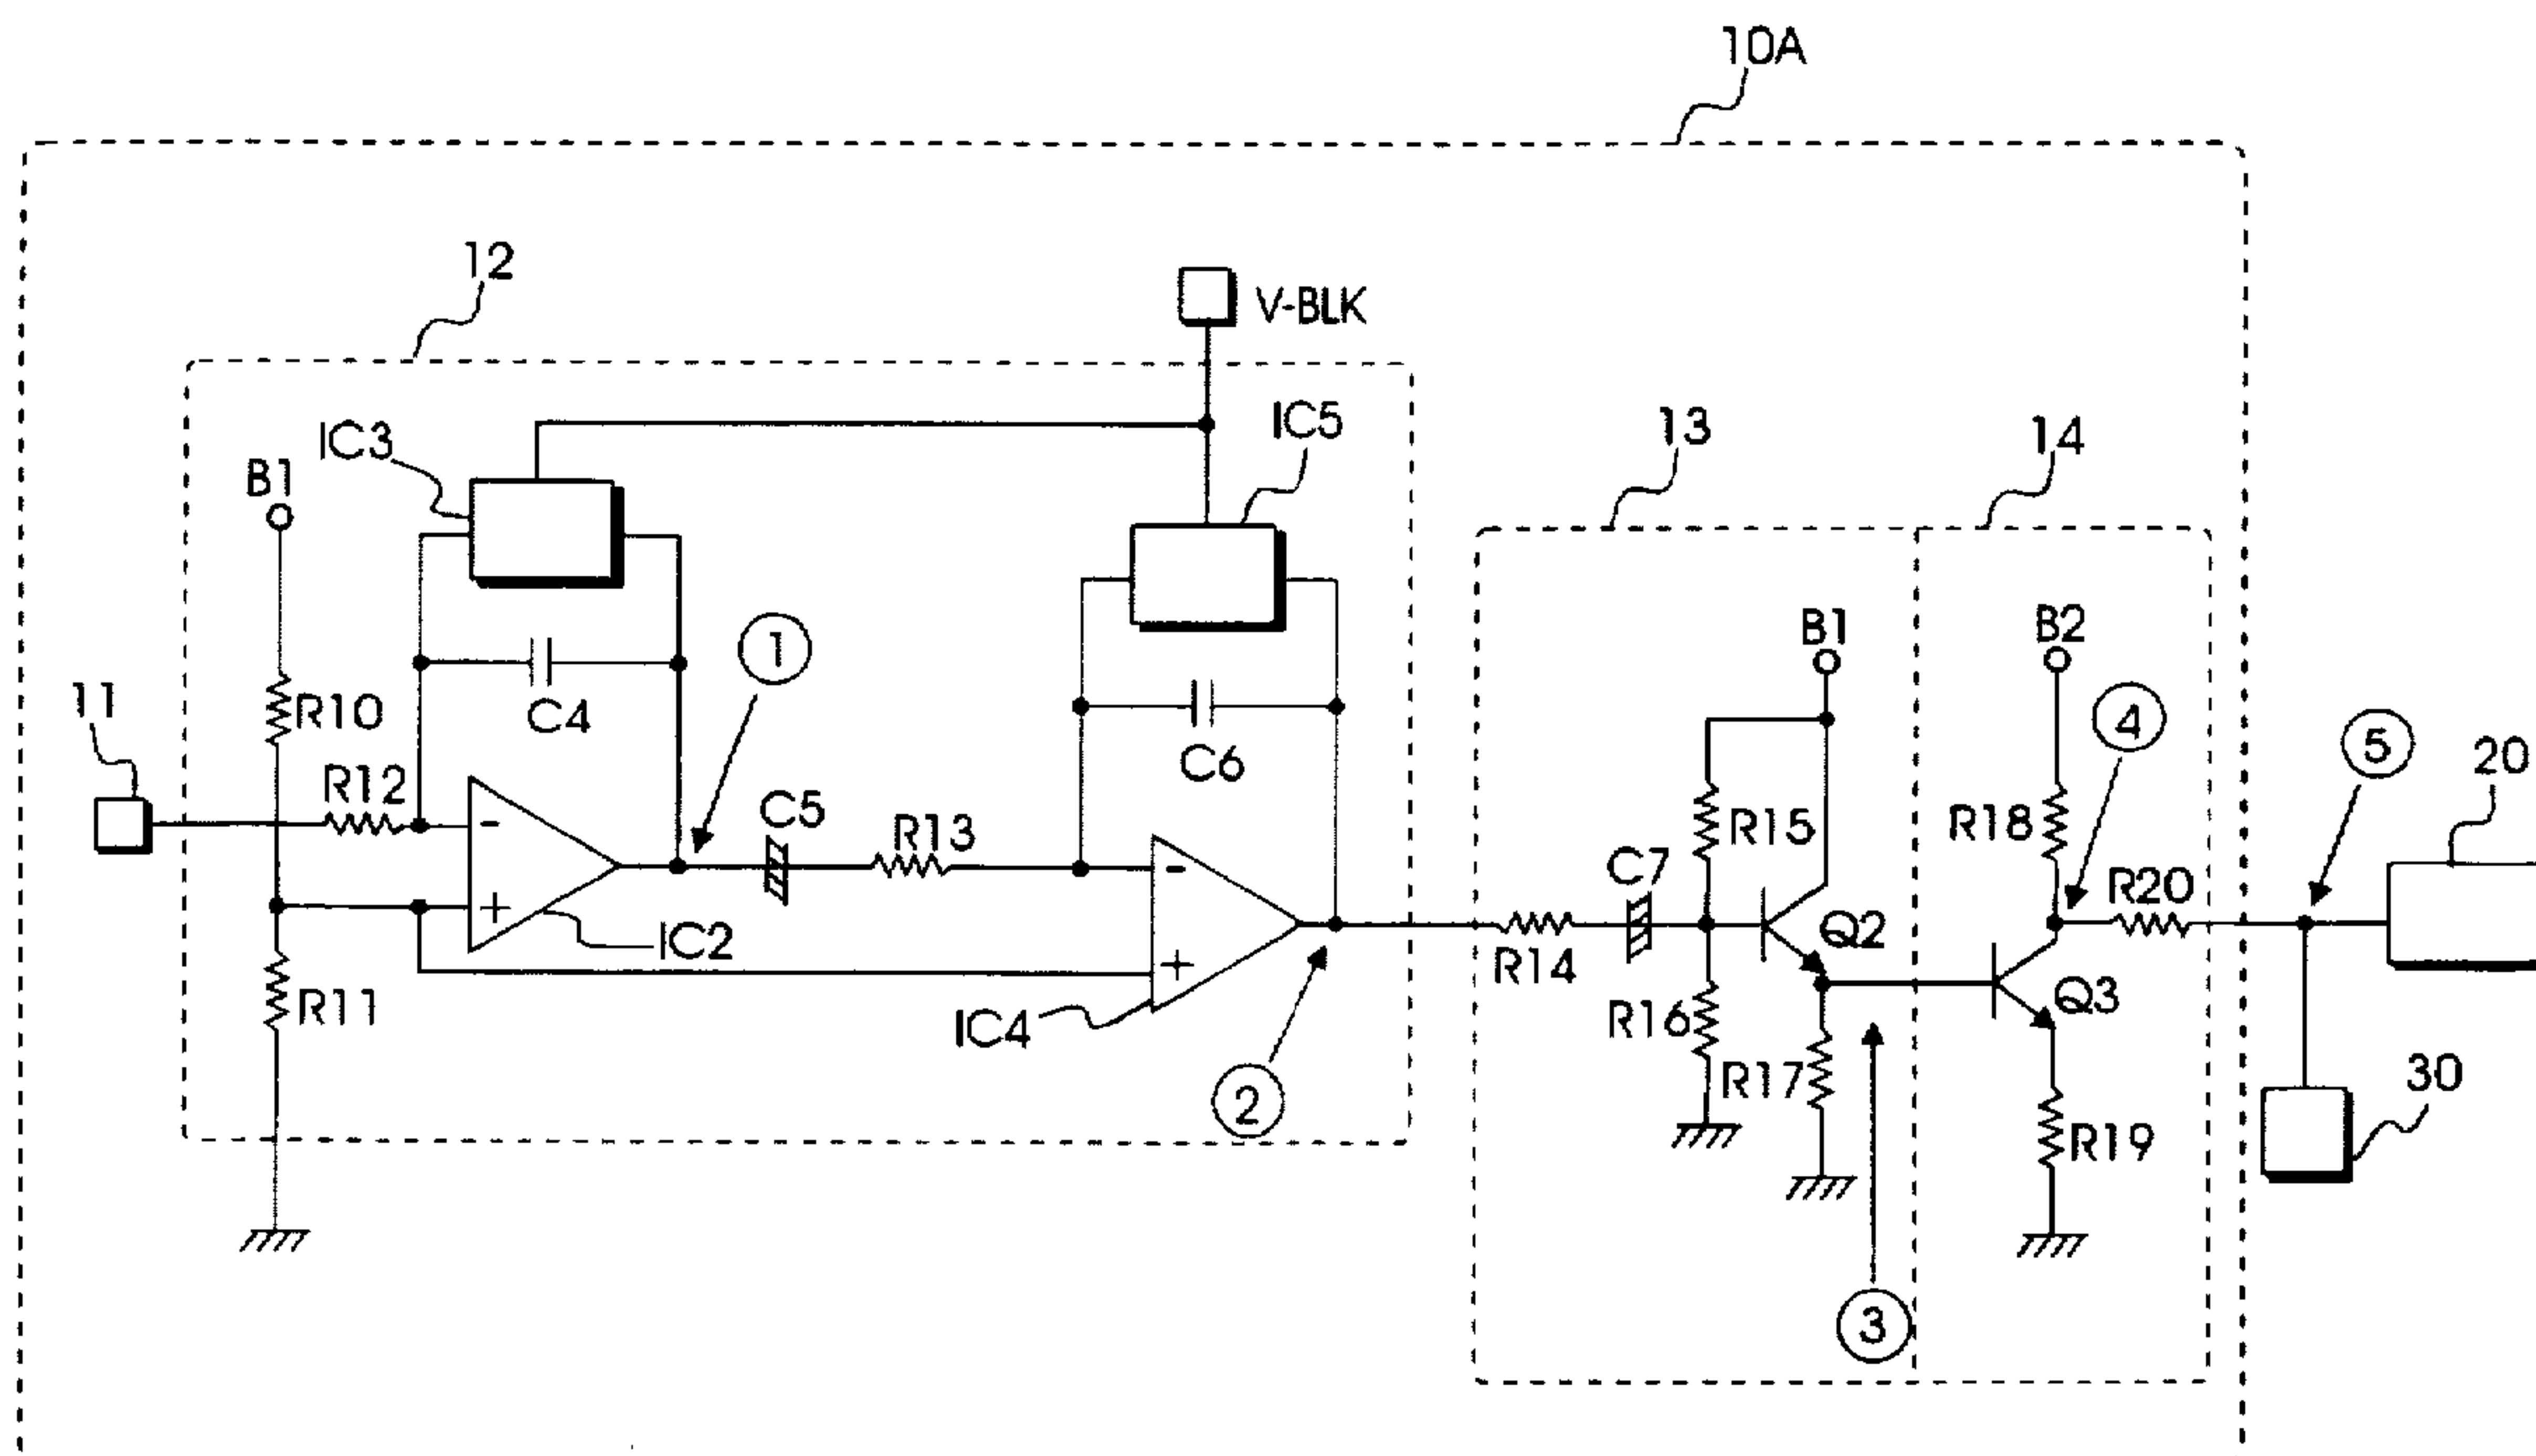 10A
12
V-BLK
IC3
IC5
13
14
B1
B1
B2
①
④
⑤
11
R10
C4
C6
20
R12
C5
R13
R15
R18
C7
R20
-
-
+
+
IC2
Q2
R14
Q3
R11
IC4
R16
R17
30
②
R19
③